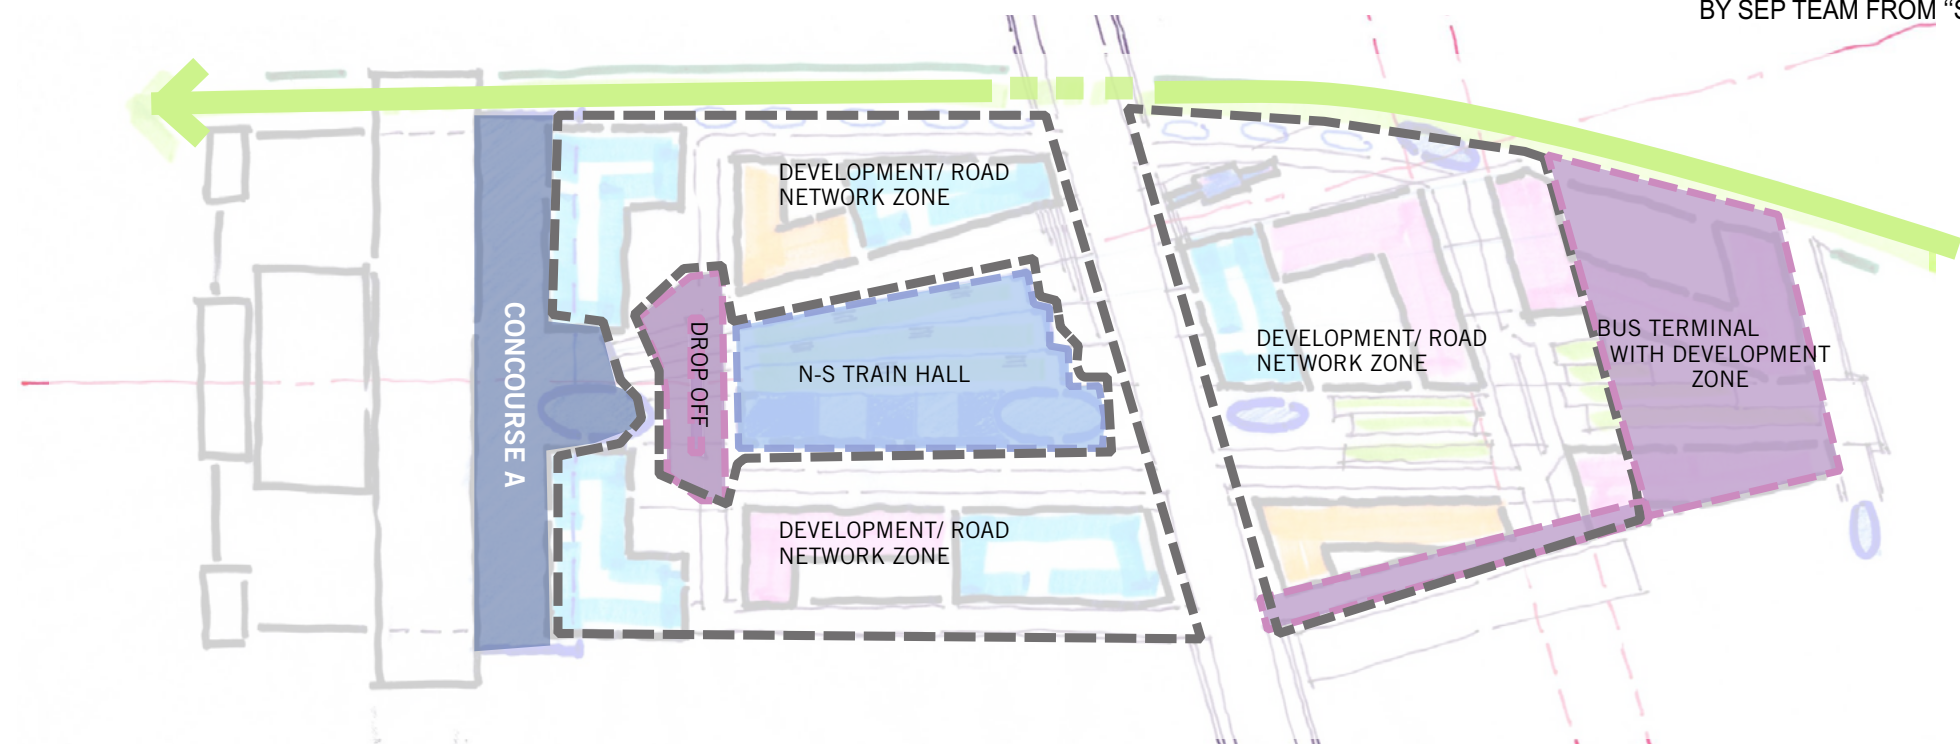 BY SEP TEAM FROM “S
DEVELOPMENT/ ROAD
NETWORK ZONE
CONCOURSE A
DROP OFF
N-S TRAIN HALL
DEVELOPMENT/ ROAD
NETWORK ZONE
BUS TERMINAL
WITH DEVELOPMENT
ZONE
DEVELOPMENT/ ROAD
NETWORK ZONE